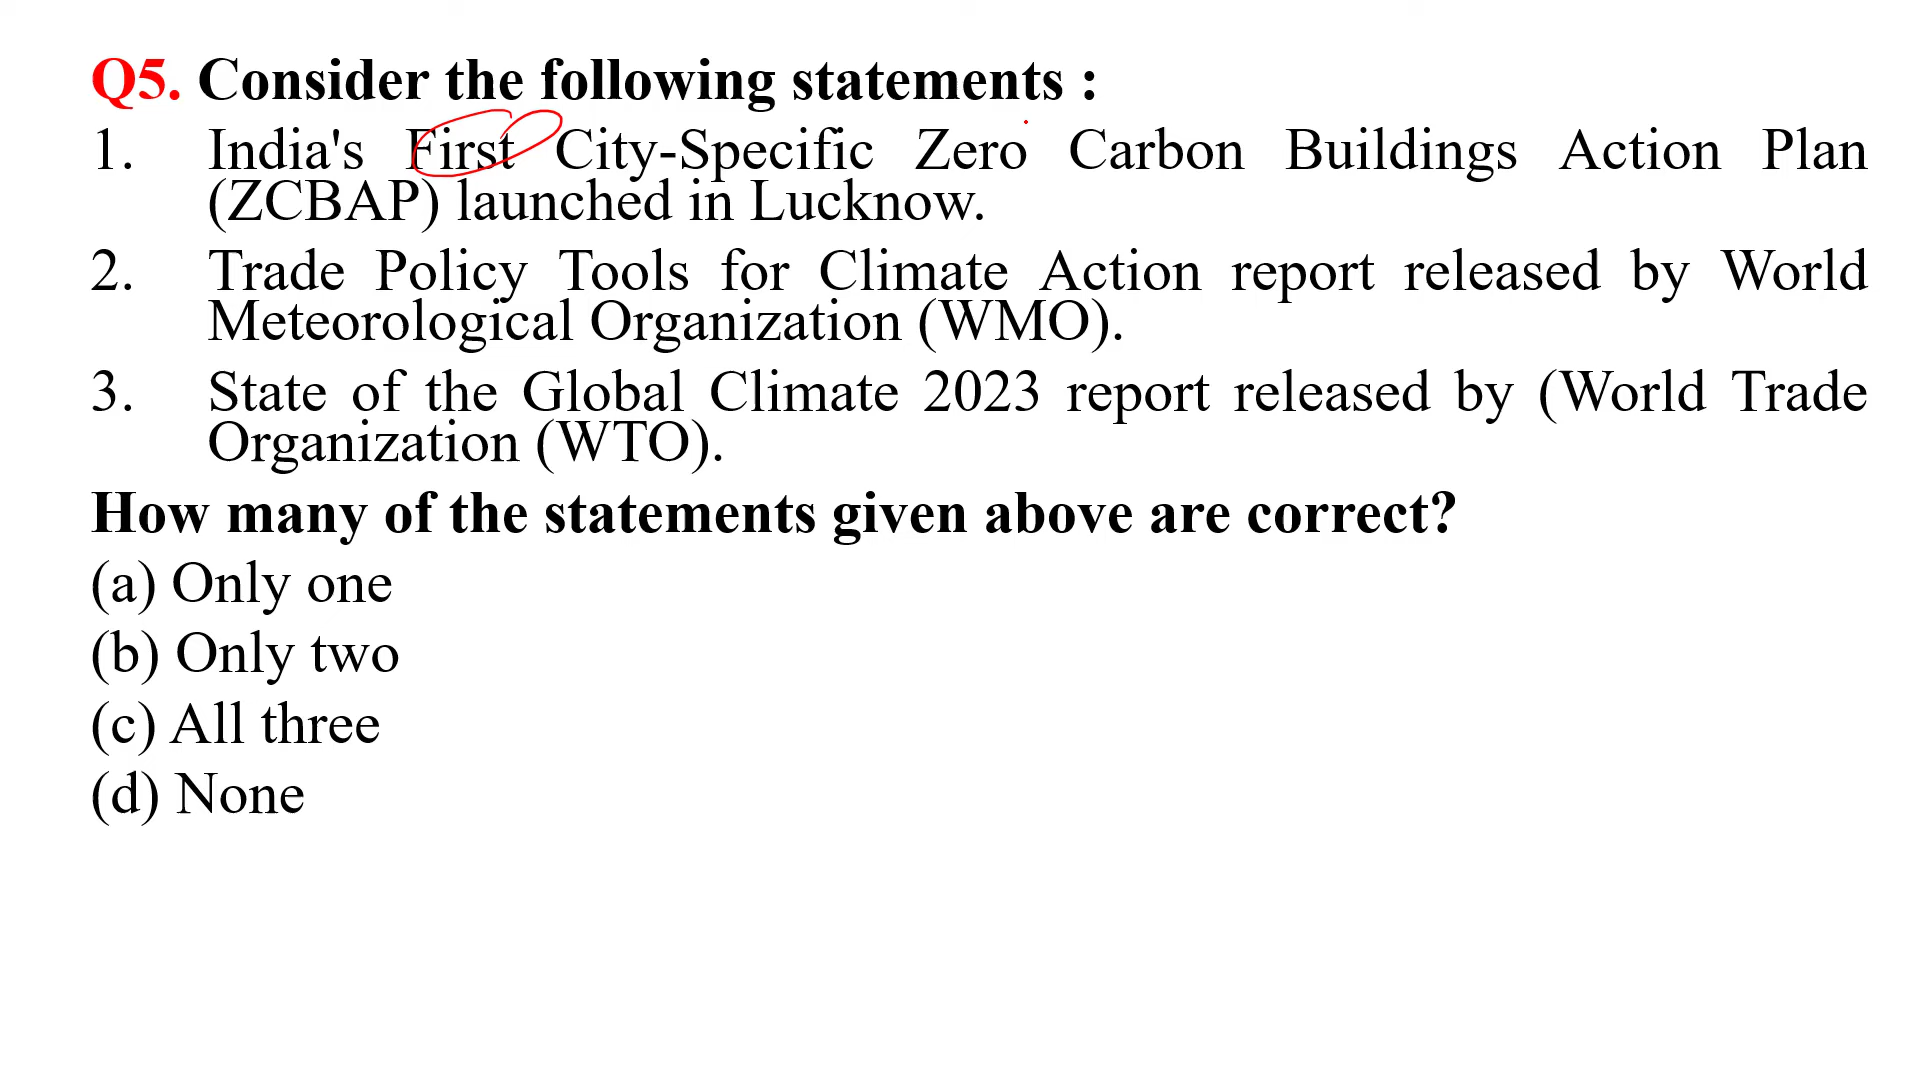 Q5. Consider the following statements :
1. India's First City-Specific Zero Carbon Buildings Action Plan
(ZCBAP) launched in Lucknow.
2. Trade Policy Tools for Climate Action report released by World
Meteorological Organization (WMO).
3. State of the Global Climate 2023 report released by (World Trade
Organization (WTO).
How many of the statements given above are correct?
(a) Only one
(b) Only two
(c) All three
(d) None